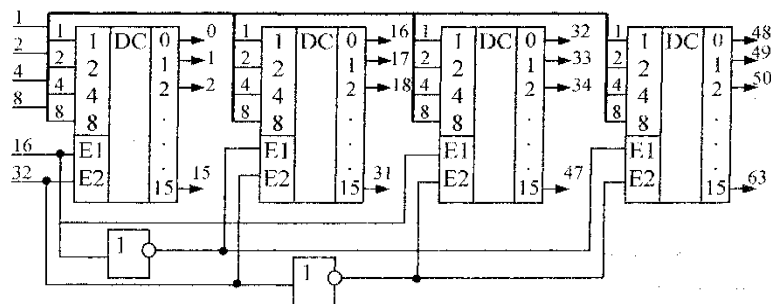 1 1 1 DC 0 0 1 1 DC 0 16 1 1 DC 0 32 1 1 DC 0 48
2 2 1 1 2 2 1 17 2 2 1 33 2 2 1 49
4 4 2 2 4 4 2 18 4 4 2 34 4 4 2 50
8 8 . 8 8 . 8 8 . 8 8 .
16 E1 . E1 . E1 . E1 .
32 E2 15 15 E2 15 31 E2 15 47 E2 15 63
1
1